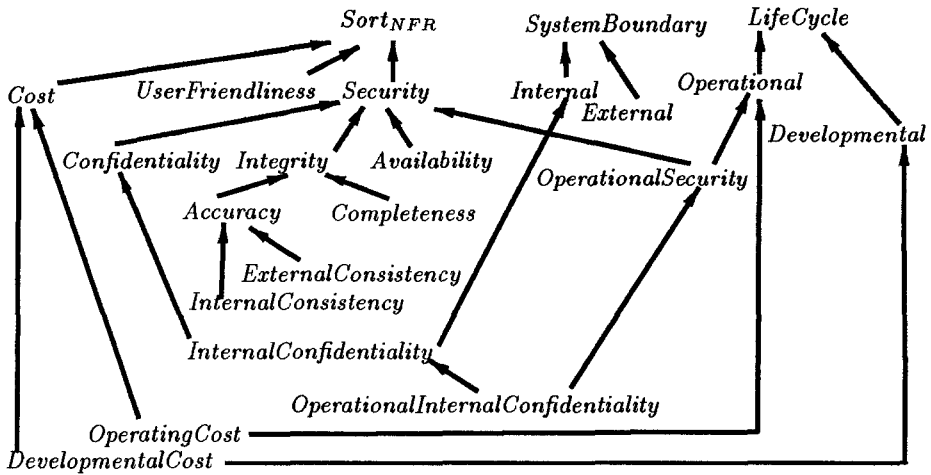 Sort_NFR SystemBoundary LifeCycle
Cost UserFriendliness Security Internal External Operational
Developmental
Confidentiality Integrity Availability OperationalSecurity
Accuracy Completeness
ExternalConsistency
InternalConsistency
InternalConfidentiality
OperationalInternalConfidentiality
OperatingCost
DevelopmentalCost